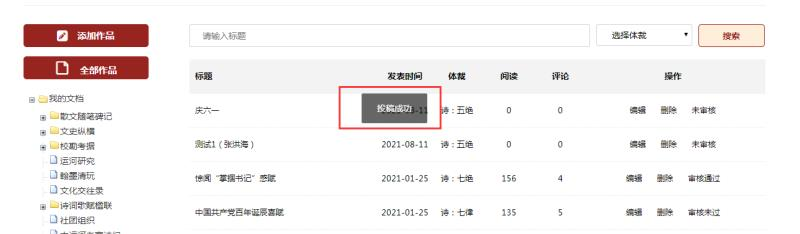 添加作品
请输入标题
选择体裁
搜索
全部作品
标题 发表时间 体裁 阅读 评论 操作
我的文档
散文随笔碑记
文史纵横
校勘考据
运河研究
翰墨清玩
文化交往录
诗词歌赋楹联
社团组织
庆六一 诗：五绝 0 0 编辑 删除 未审核
投稿成功
测试1（张洪海） 2021-08-11 诗：五绝 0 0 编辑 删除 未审核
惊闻“掌掴书记”感赋 2021-01-25 诗：七绝 156 4 编辑 删除 审核通过
中国共产党百年诞辰喜赋 2021-01-25 诗：七律 135 5 编辑 删除 审核未过